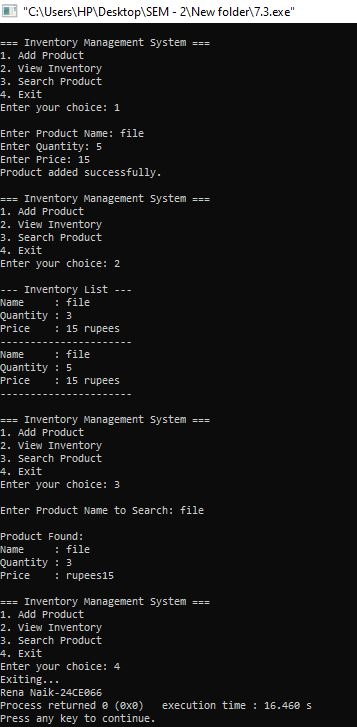 "C:\Users\HP\Desktop\SEM - 2\New folder\7.3.exe"
=== Inventory Management System ===
1. Add Product
2. View Inventory
3. Search Product
4. Exit
Enter your choice: 1
Enter Product Name: file
Enter Quantity: 5
Enter Price: 15
Product added successfully.
=== Inventory Management System ===
1. Add Product
2. View Inventory
3. Search Product
4. Exit
Enter your choice: 2
--- Inventory List ---
Name     : file
Quantity : 3
Price    : 15 rupees
----------------------
Name     : file
Quantity : 5
Price    : 15 rupees
----------------------
=== Inventory Management System ===
1. Add Product
2. View Inventory
3. Search Product
4. Exit
Enter your choice: 3
Enter Product Name to Search: file
Product Found:
Name     : file
Quantity : 3
Price    : rupees15
=== Inventory Management System ===
1. Add Product
2. View Inventory
3. Search Product
4. Exit
Enter your choice: 4
Exiting...
Rena Naik-24CE066
Process returned 0 (0x0)   execution time : 16.460 s
Press any key to continue.